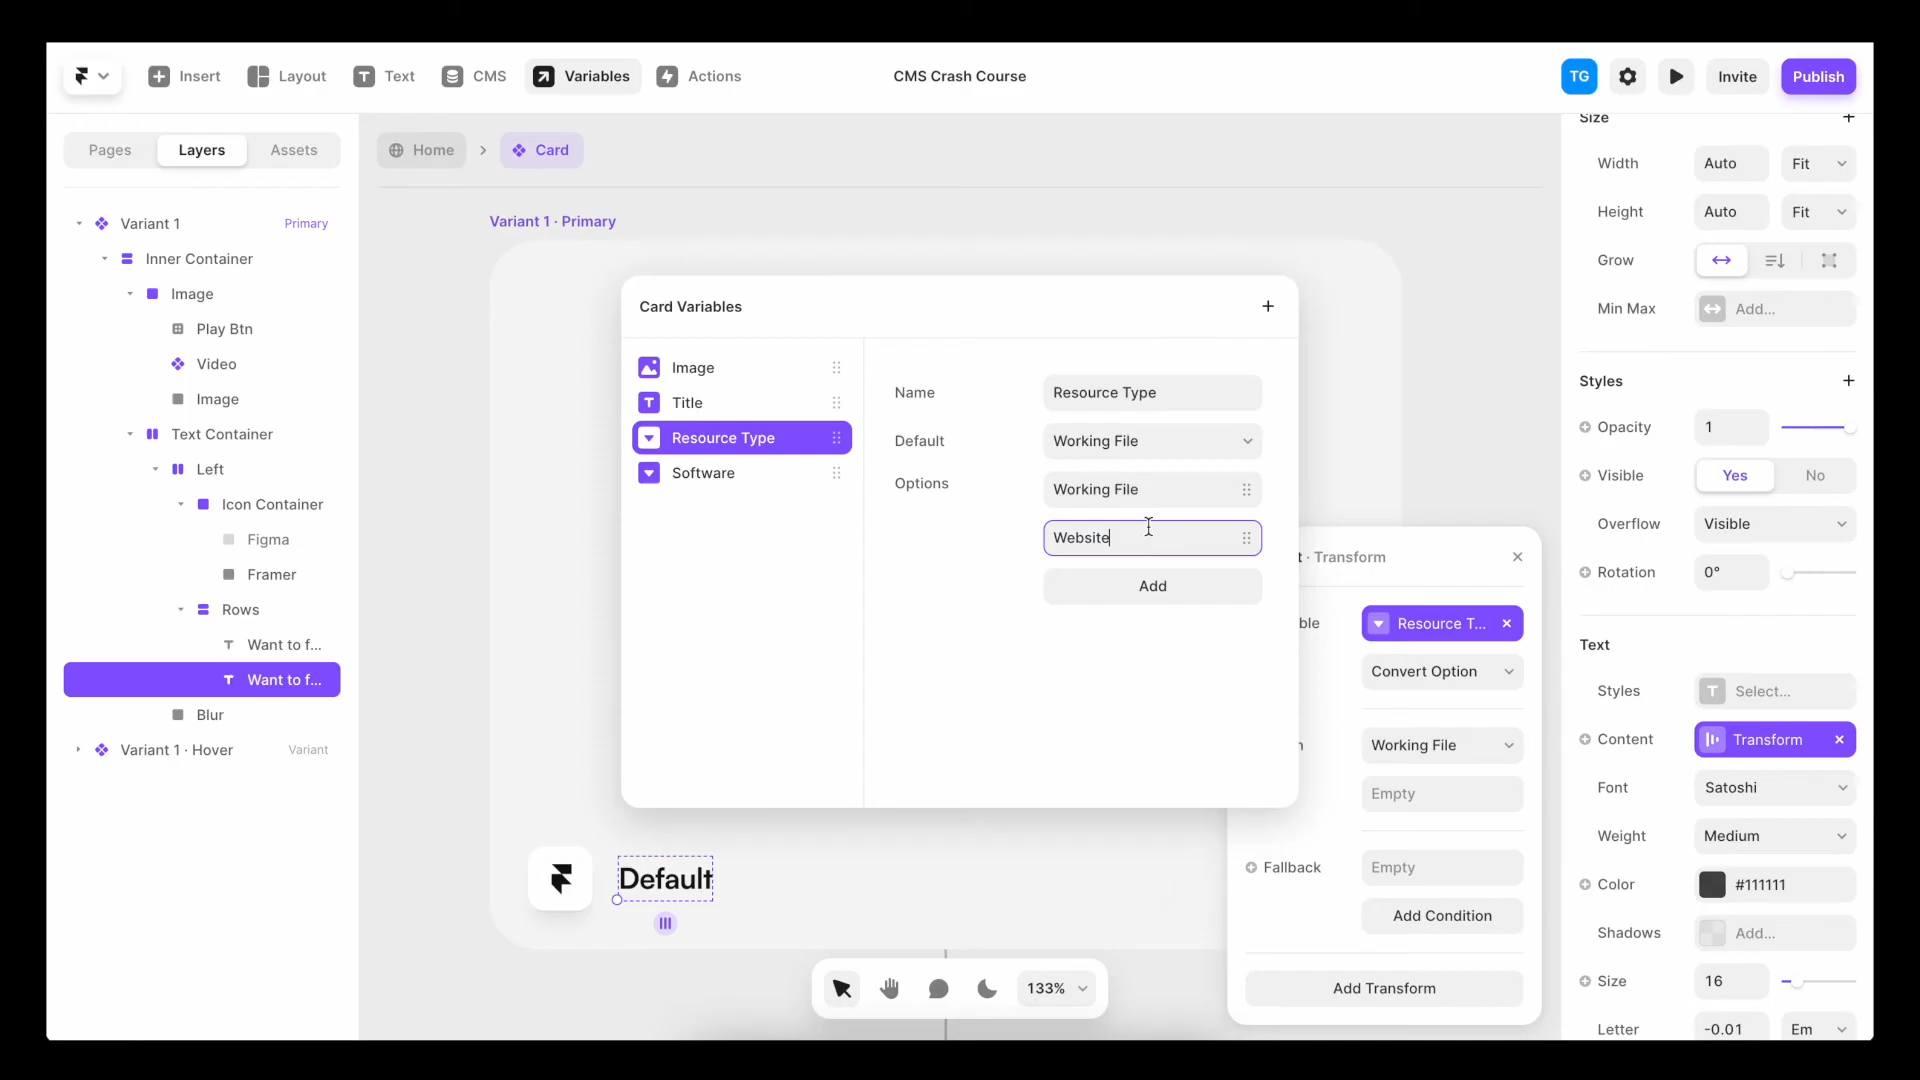 Insert
Layout
Text
CMS
Variables
Actions
CMS Crash Course
TG
Invite
Publish
Pages
Layers
Assets
Variant 1
Primary
Inner Container
Image
Play Btn
Video
Image
Text Container
Left
Icon Container
Figma
Framer
Rows
Want to f...
Want to f...
Blur
Variant 1 · Hover
Variant
Home
Card
Variant 1 · Primary
Card Variables
Image
Title
Resource Type
Software
Name
Resource Type
Default
Working File
Options
Working File
Website
Add
Default
133%
t · Transform
ble
Resource T...
Convert Option
n
Working File
Empty
Fallback
Empty
Add Condition
Add Transform
Size
Width
Auto
Fit
Height
Auto
Fit
Grow
Min Max
Add...
Styles
Opacity
1
Visible
Yes
No
Overflow
Visible
Rotation
0°
Text
Styles
Select...
Content
Transform
Font
Satoshi
Weight
Medium
Color
#111111
Shadows
Add...
Size
16
Letter
-0.01
Em